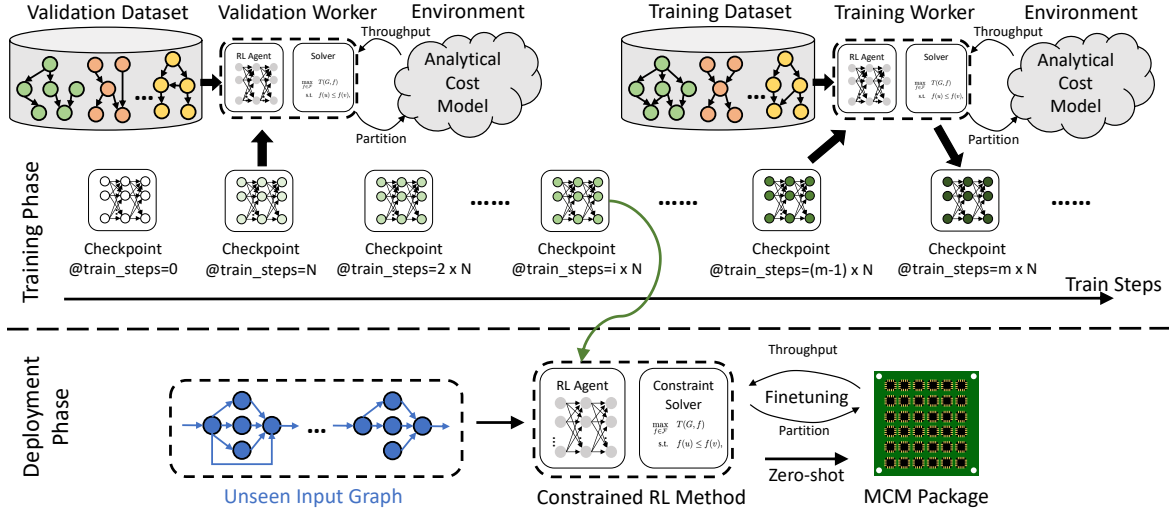 Validation Dataset
Validation Worker
Environment
Training Dataset
Training Worker
Environment
RL Agent
Solver
max f∈F T(G, f)
s.t. f(u) ≤ f(v),
Throughput
Partition
Analytical
Cost
Model
RL Agent
Solver
max f∈F T(G, f)
s.t. f(u) ≤ f(v),
Throughput
Partition
Analytical
Cost
Model
...
...
Training Phase
......
......
......
Checkpoint
@train_steps=0
Checkpoint
@train_steps=N
Checkpoint
@train_steps=2 x N
Checkpoint
@train_steps=i x N
Checkpoint
@train_steps=(m-1) x N
Checkpoint
@train_steps=m x N
Train Steps
Deployment
Phase
...
Unseen Input Graph
RL Agent
...
Constraint
Solver
max f∈F T(G, f)
s.t. f(u) ≤ f(v),
Constrained RL Method
Throughput
Finetuning
Partition
Zero-shot
MCM Package